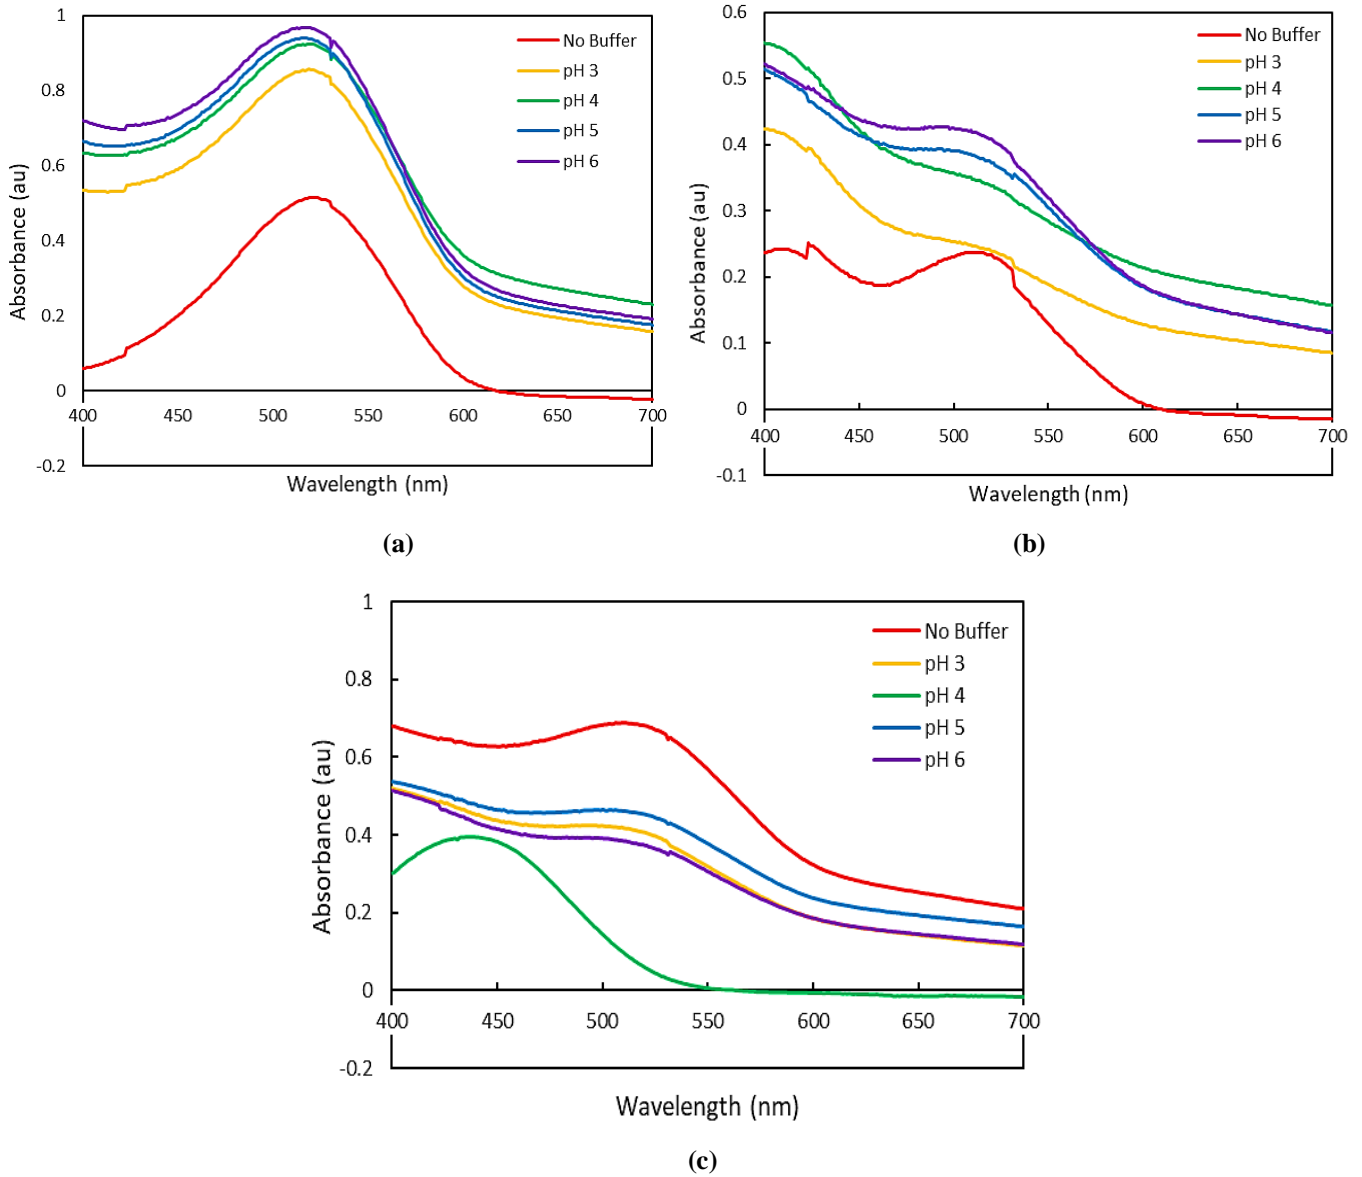 1
0.8
0.6
0.4
0.2
0
-0.2
400 450 500 550 600 650 700
Absorbance (au)
Wavelength (nm)
No Buffer
pH 3
pH 4
pH 5
pH 6
(a)
0.6
0.5
0.4
0.3
0.2
0.1
0
-0.1
400 450 500 550 600 650 700
Absorbance (au)
Wavelength (nm)
No Buffer
pH 3
pH 4
pH 5
pH 6
(b)
1
0.8
0.6
0.4
0.2
0
-0.2
400 450 500 550 600 650 700
Absorbance (au)
Wavelength (nm)
No Buffer
pH 3
pH 4
pH 5
pH 6
(c)